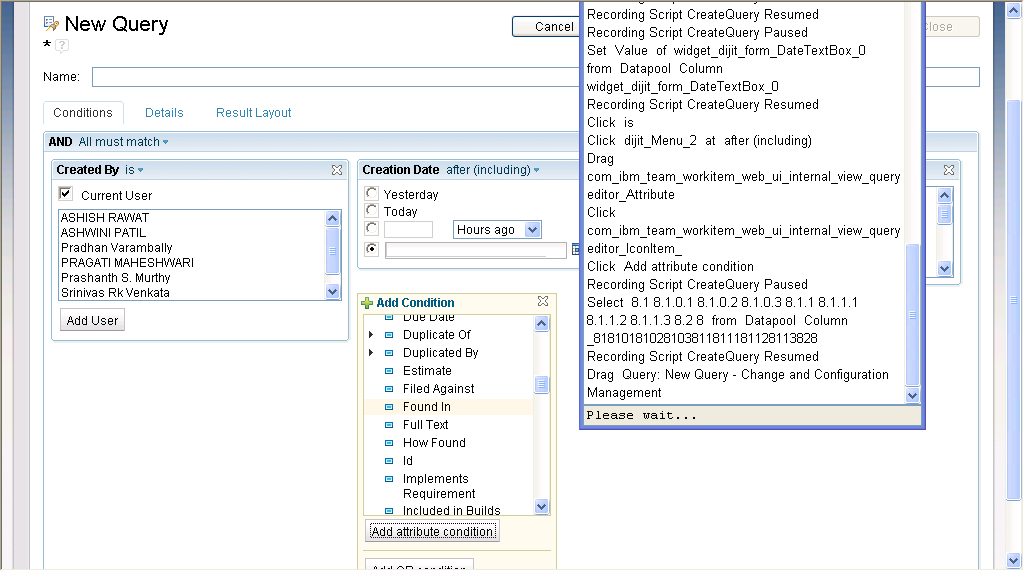 New Query
Cancel
Close
*
?
Name:
Conditions
Details
Result Layout
AND All must match
Created By is
Current User
ASHISH RAWAT
ASHWINI PATIL
Pradhan Varambally
PRAGATI MAHESHWARI
Prashanth S. Murthy
Srinivas Rk Venkata
Add User
Creation Date after (including)
Yesterday
Today
Hours ago
Add Condition
Due Date
Duplicate Of
Duplicated By
Estimate
Filed Against
Found In
Full Text
How Found
Id
Implements
Requirement
Included in Builds
Add attribute condition
Add OR condition
Recording Script CreateQuery Resumed
Recording Script CreateQuery Paused
Set Value of widget_dijit_form_DateTextBox_0
from Datapool Column
widget_dijit_form_DateTextBox_0
Recording Script CreateQuery Resumed
Click is
Click dijit_Menu_2 at after (including)
Drag
com_ibm_team_workitem_web_ui_internal_view_query
editor_Attribute
Click
com_ibm_team_workitem_web_ui_internal_view_query
editor_IconItem_
Click Add attribute condition
Recording Script CreateQuery Paused
Select 8.1 8.1.0.1 8.1.0.2 8.1.0.3 8.1.1 8.1.1.1
8.1.1.2 8.1.1.3 8.2 8 from Datapool Column
_81810181028103811811181128113828
Recording Script CreateQuery Resumed
Drag Query: New Query - Change and Configuration
Management
Please wait...